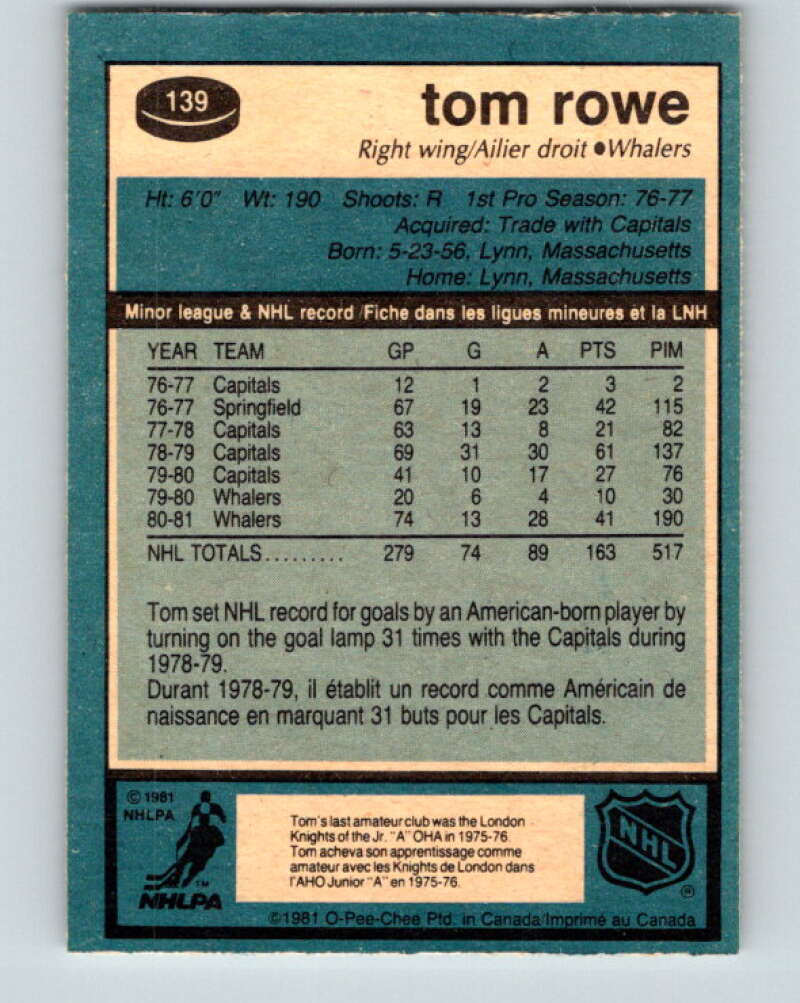 139
tom rowe
Right wing/Ailier droit •Whalers
Ht: 6'0" Wt: 190 Shoots: R 1st Pro Season: 76-77
Acquired: Trade with Capitals
Born: 5-23-56, Lynn, Massachusetts
Home: Lynn, Massachusetts
Minor league & NHL record/Fiche dans les ligues mineures et la LNH
YEAR TEAM GP G A PTS PIM
76-77 Capitals 12 1 2 3 2
76-77 Springfield 67 19 23 42 115
77-78 Capitals 63 13 8 21 82
78-79 Capitals 69 31 30 61 137
79-80 Capitals 41 10 17 27 76
79-80 Whalers 20 6 4 10 30
80-81 Whalers 74 13 28 41 190
NHL TOTALS......... 279 74 89 163 517
Tom set NHL record for goals by an American-born player by
turning on the goal lamp 31 times with the Capitals during
1978-79.
Durant 1978-79, il établit un record comme Américain de
naissance en marquant 31 buts pour les Capitals.
© 1981
NHLPA
TM
NHLPA
Tom's last amateur club was the London
Knights of the Jr. "A" OHA in 1975-76.
Tom acheva son apprentissage comme
amateur avec les Knights de London dans
l'AHO Junior "A" en 1975-76.
NHL
®
©1981 O-Pee-Chee Ptd. in Canada/Imprimé au Canada